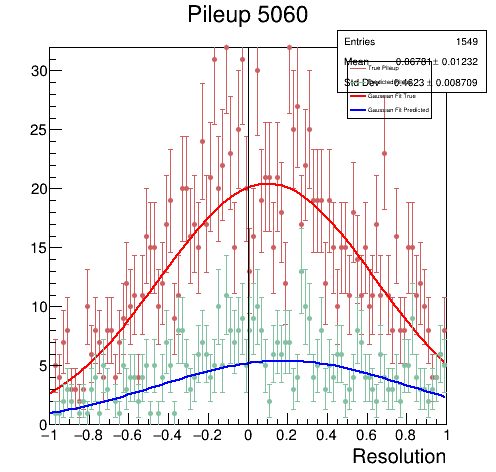 Pileup 5060
Entries 1549
Mean 0.06781 ± 0.01232
True Pileup
Std Dev 0.4623 ± 0.008709
Gaussian Fit True
Gaussian Fit Predicted
30
25
20
15
10
5
0
−1 −0.8 −0.6 −0.4 −0.2 0 0.2 0.4 0.6 0.8 1
Resolution